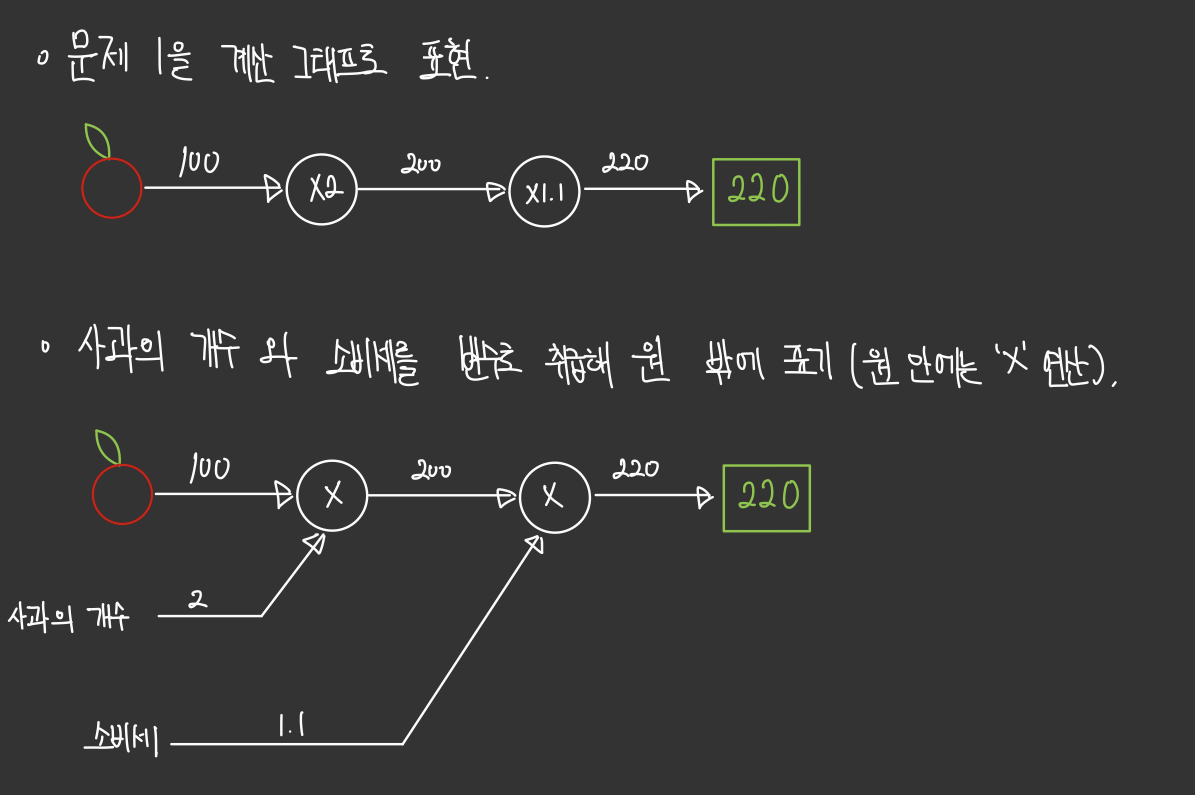 ∘ 문제 1을 계산 그래프로 표현.
100 200 220
×2 ×1.1 220
∘ 사과의 개수 와 소비세를 변수로 취급해 원 밖에 표기 (원 안에는 'X' 연산).
100 200 220
× × 220
사과의 개수 2
소비세 1.1